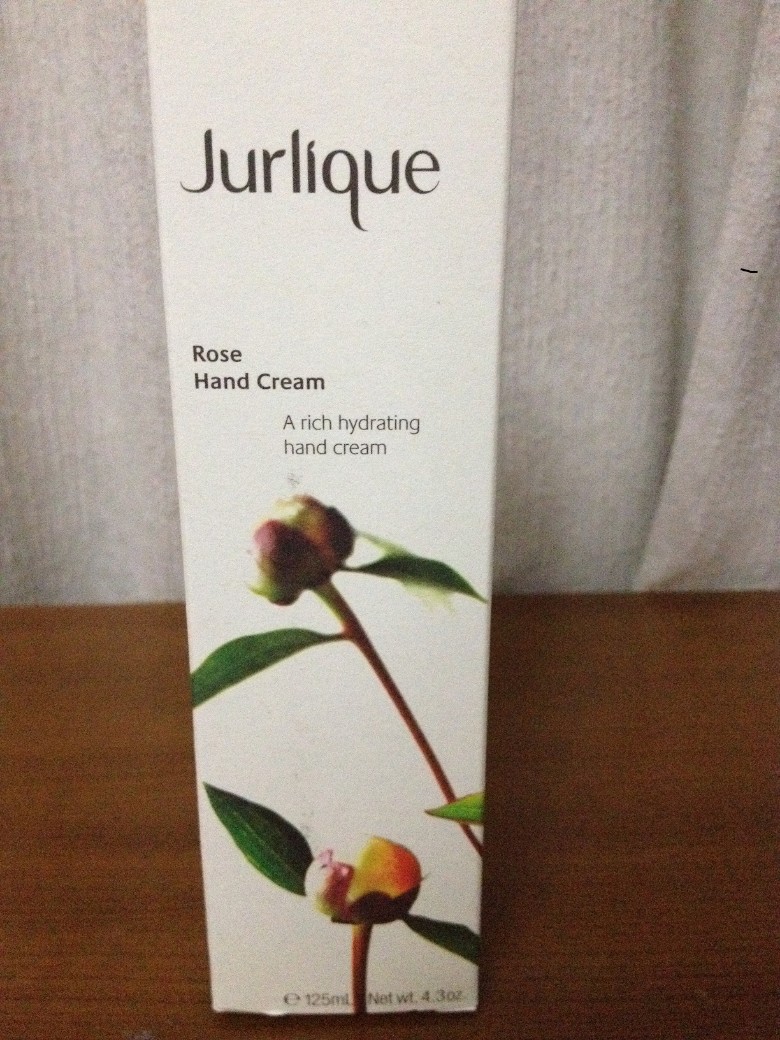 Jurlique
Rose
Hand Cream
A rich hydrating
hand cream
℮ 125mL Net wt. 4.3oz.